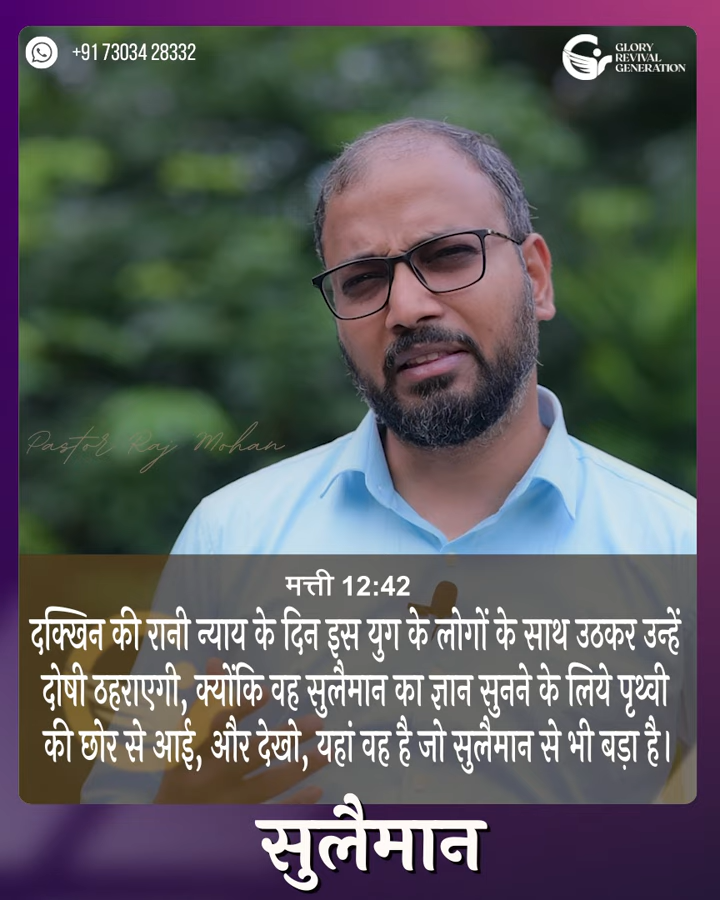 +91 73034 28332
GLORY
REVIVAL
GENERATION
Pastor Raj Mohan
मत्ती 12:42
दक्खिन की रानी न्याय के दिन इस युग के लोगों के साथ उठकर उन्हें
दोषी ठहराएगी, क्योंकि वह सुलैमान का ज्ञान सुनने के लिये पृथ्वी
की छोर से आई, और देखो, यहां वह है जो सुलैमान से भी बड़ा है।
सुलैमान